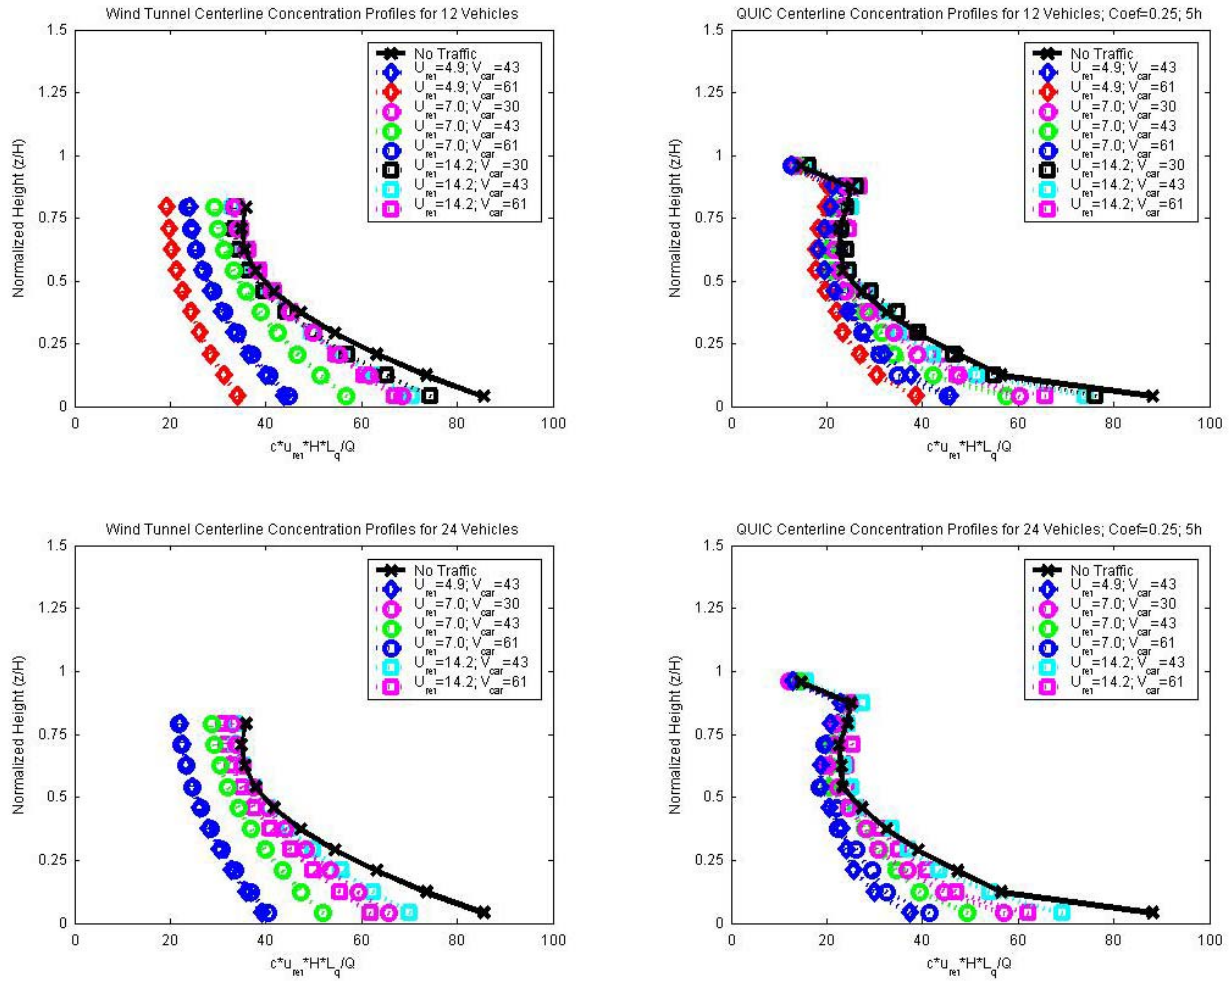 Wind Tunnel Centerline Concentration Profiles for 12 Vehicles
1.5
1.25
1
0.75
0.5
0.25
0
Normalized Height (z/H)
No Traffic
U_ref=4.9; V_car=43
U_ref=4.9; V_car=61
U_ref=7.0; V_car=30
U_ref=7.0; V_car=43
U_ref=7.0; V_car=61
U_ref=14.2; V_car=30
U_ref=14.2; V_car=43
U_ref=14.2; V_car=61
0 20 40 60 80 100
c*u_ref*H*L_q/Q
QUIC Centerline Concentration Profiles for 12 Vehicles; Coef=0.25; 5h
1.5
1.25
1
0.75
0.5
0.25
0
Normalized Height (z/H)
No Traffic
U_ref=4.9; V_car=43
U_ref=4.9; V_car=61
U_ref=7.0; V_car=30
U_ref=7.0; V_car=43
U_ref=7.0; V_car=61
U_ref=14.2; V_car=30
U_ref=14.2; V_car=43
U_ref=14.2; V_car=61
0 20 40 60 80 100
c*u_ref*H*L_q/Q
Wind Tunnel Centerline Concentration Profiles for 24 Vehicles
1.5
1.25
1
0.75
0.5
0.25
0
Normalized Height (z/H)
No Traffic
U_ref=4.9; V_car=43
U_ref=7.0; V_car=30
U_ref=7.0; V_car=43
U_ref=7.0; V_car=61
U_ref=14.2; V_car=43
U_ref=14.2; V_car=61
0 20 40 60 80 100
c*u_ref*H*L_q/Q
QUIC Centerline Concentration Profiles for 24 Vehicles; Coef=0.25; 5h
1.5
1.25
1
0.75
0.5
0.25
0
Normalized Height (z/H)
No Traffic
U_ref=4.9; V_car=43
U_ref=7.0; V_car=30
U_ref=7.0; V_car=43
U_ref=7.0; V_car=61
U_ref=14.2; V_car=43
U_ref=14.2; V_car=61
0 20 40 60 80 100
c*u_ref*H*L_q/Q